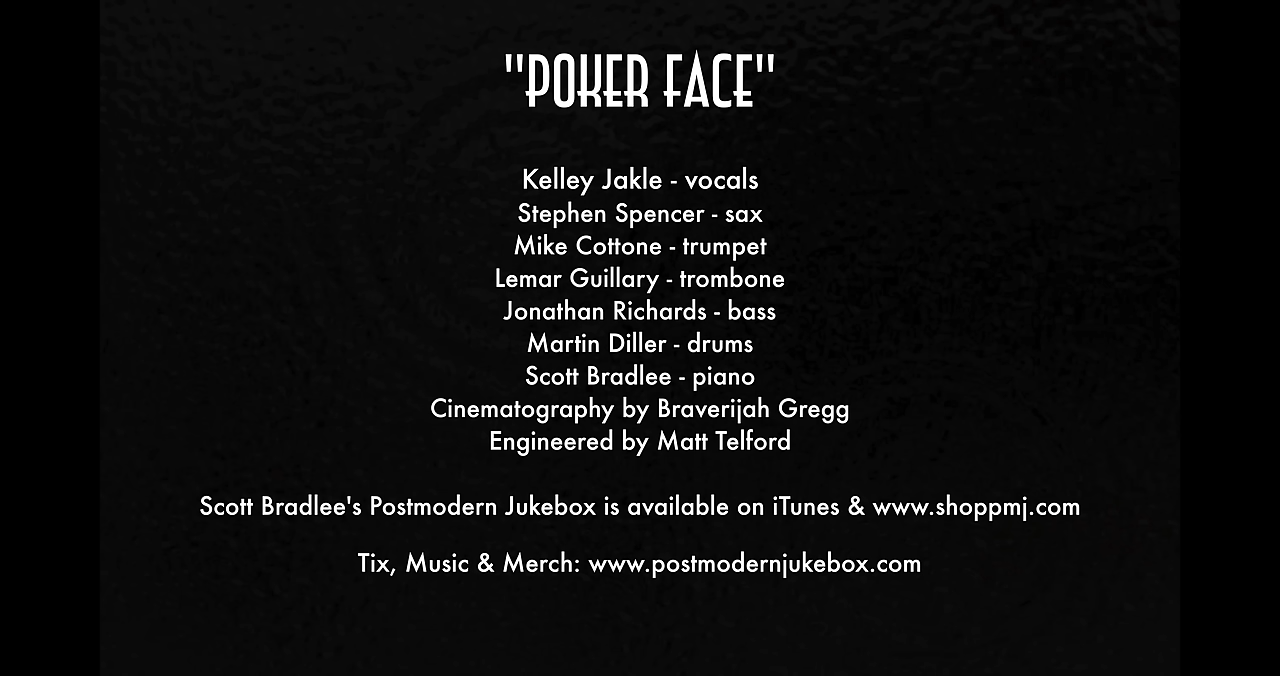 "POKER FACE"
Kelley Jakle - vocals
Stephen Spencer - sax
Mike Cottone - trumpet
Lemar Guillary - trombone
Jonathan Richards - bass
Martin Diller - drums
Scott Bradlee - piano
Cinematography by Braverijah Gregg
Engineered by Matt Telford
Scott Bradlee's Postmodern Jukebox is available on iTunes & www.shoppmj.com
Tix, Music & Merch: www.postmodernjukebox.com